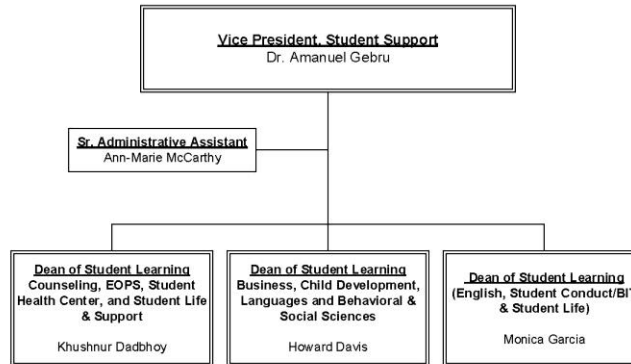 Vice President, Student Support
Dr. Amanuel Gebru
Sr. Administrative Assistant
Ann-Marie McCarthy
Dean of Student Learning
Counseling, EOPS, Student
Health Center, and Student Life
& Support
Khushnur Dadbhoy
Dean of Student Learning
Business, Child Development,
Languages and Behavioral &
Social Sciences
Howard Davis
Dean of Student Learning
(English, Student Conduct/BIT
& Student Life)
Monica Garcia